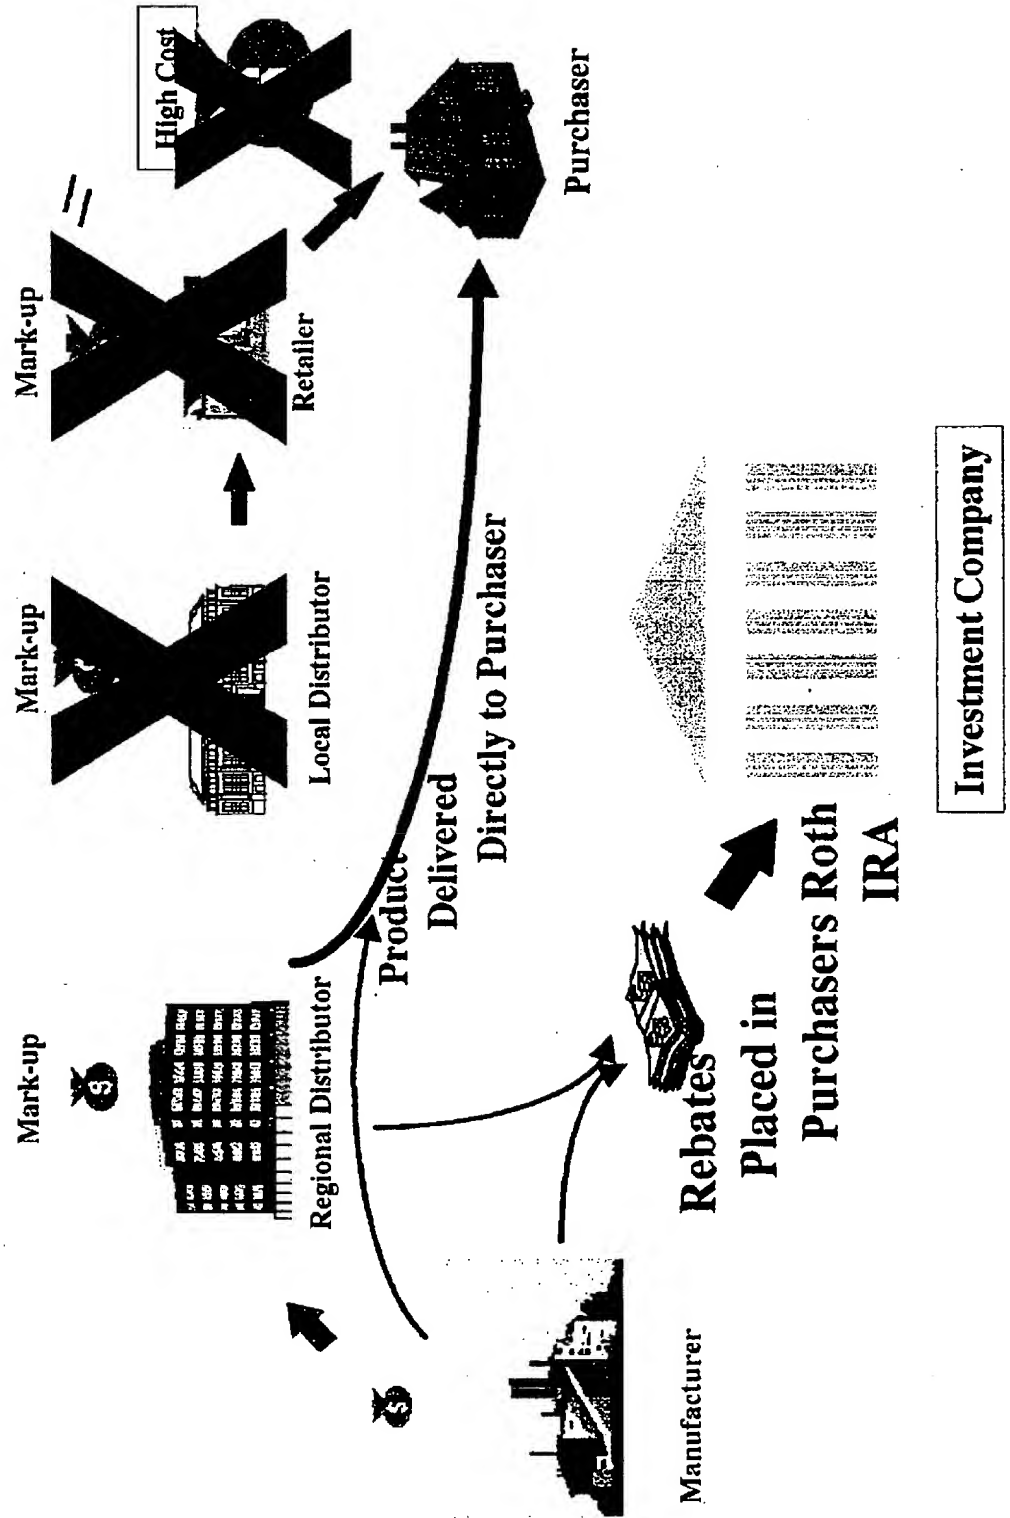 Mark-up
Mark-up
Mark-up
High Cost
=
$
Regional Distributor
Local Distributor
Retailer
Purchaser
$
Manufacturer
Product
Delivered
Directly to Purchaser
Rebates
Placed in
Purchasers Roth
IRA
Investment Company